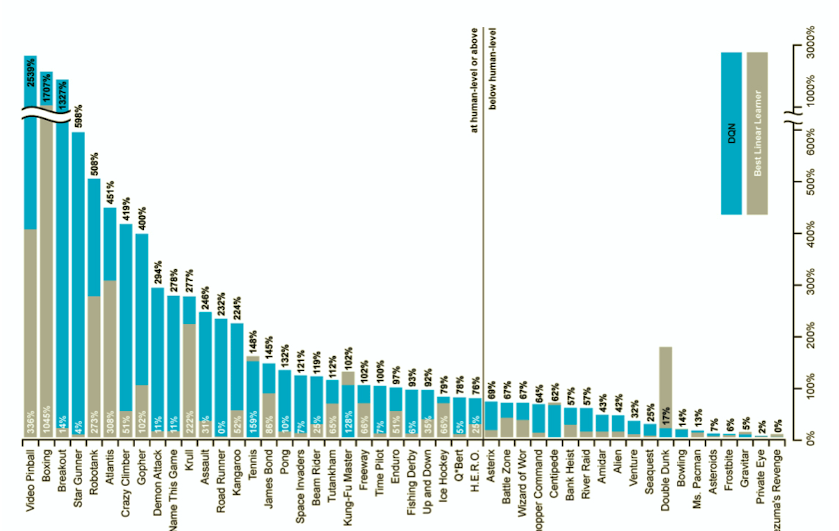 2539%
1707%
1327%
598%
508%
451%
419%
400%
294%
278%
277%
246%
232%
224%
148%
145%
132%
121%
119%
112%
102%
102%
100%
97%
93%
92%
79%
78%
76%
69%
67%
67%
64%
62%
57%
57%
43%
42%
32%
25%
17%
14%
13%
7%
6%
5%
2%
0%
336%
1045%
14%
4%
273%
308%
51%
102%
11%
11%
222%
31%
0%
52%
159%
86%
10%
7%
25%
65%
128%
66%
7%
51%
6%
35%
66%
5%
25%
at human-level or above
below human-level
DQN
Best Linear Learner
3000%
1000%
600%
500%
400%
300%
200%
100%
0%
Video Pinball
Boxing
Breakout
Star Gunner
Robotank
Atlantis
Crazy Climber
Gopher
Demon Attack
Name This Game
Krull
Assault
Road Runner
Kangaroo
Tennis
James Bond
Pong
Space Invaders
Beam Rider
Tutankham
Kung-Fu Master
Freeway
Time Pilot
Enduro
Fishing Derby
Up and Down
Ice Hockey
Q*Bert
H.E.R.O.
Asterix
Battle Zone
Wizard of Wor
opper Command
Centipede
Bank Heist
River Raid
Amidar
Alien
Venture
Seaquest
Double Dunk
Bowling
Ms. Pacman
Asteroids
Frostbite
Gravitar
Private Eye
zuma's Revenge